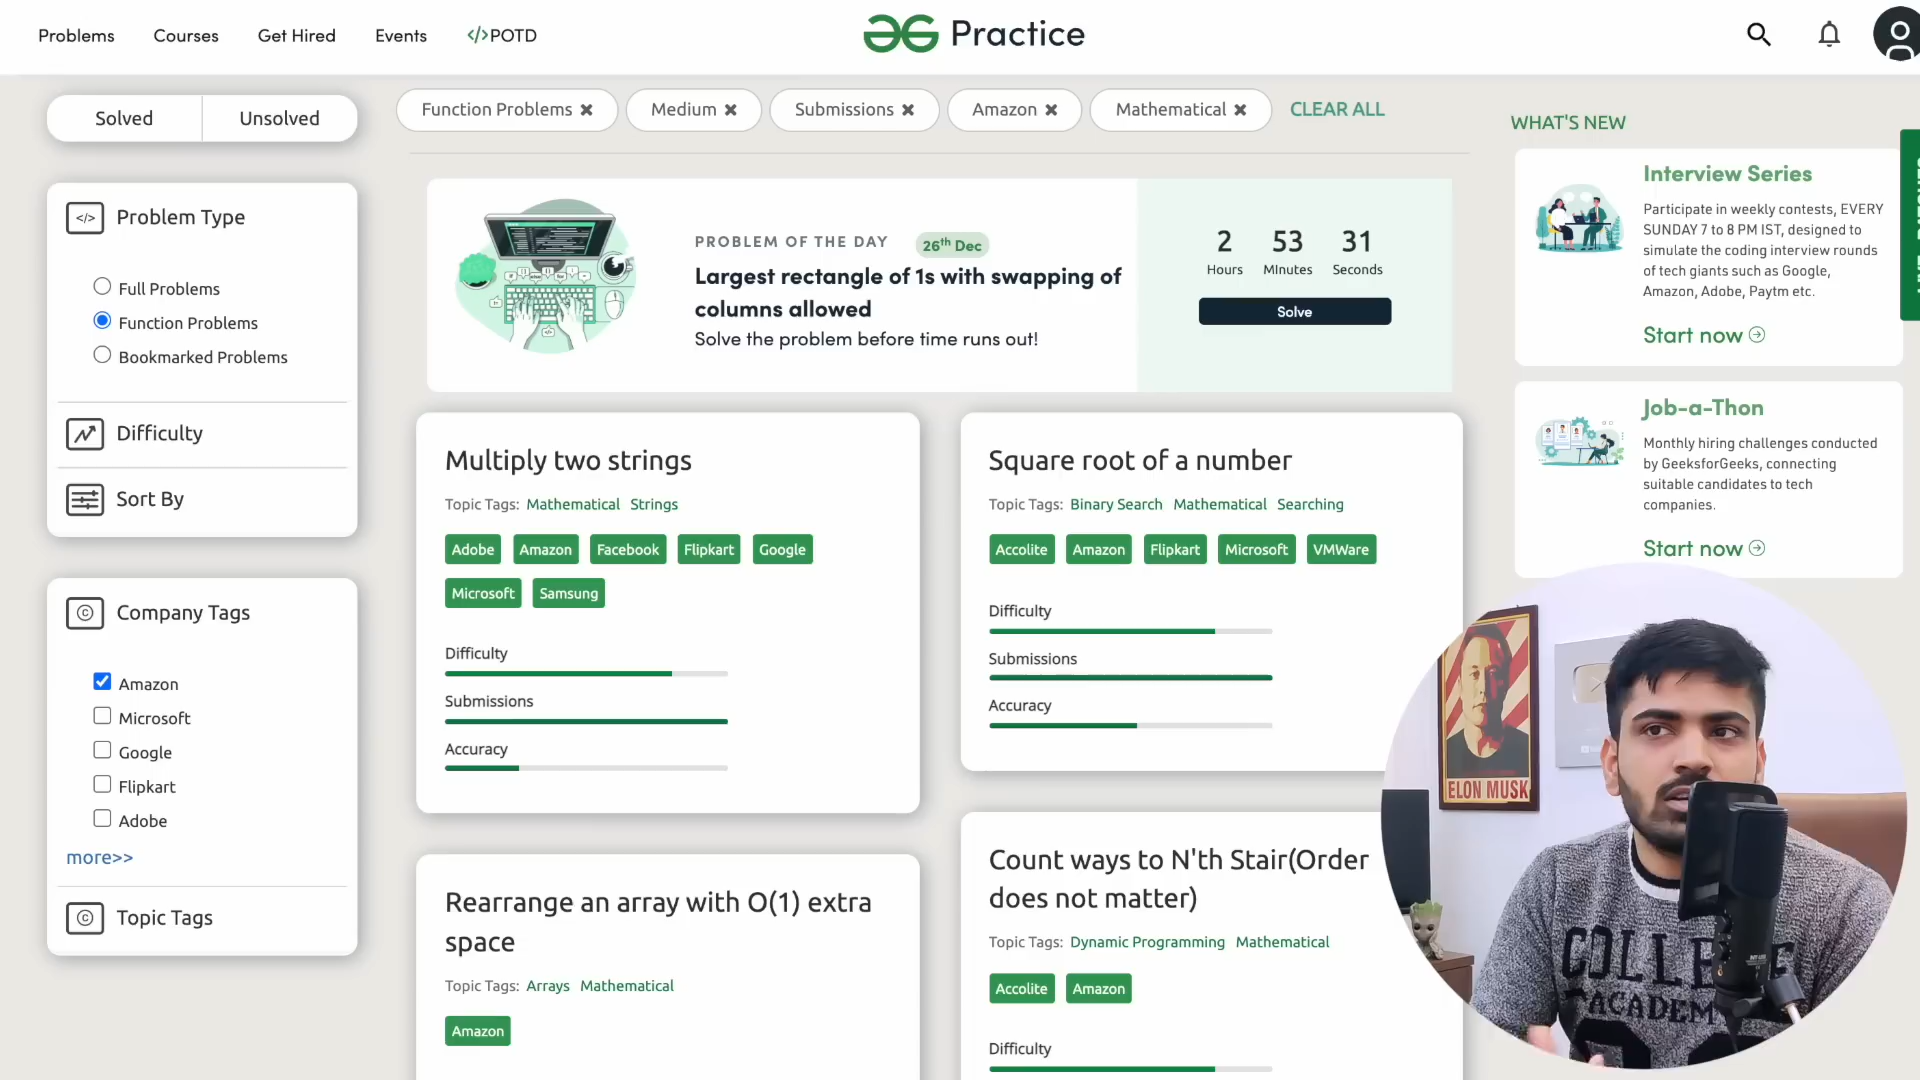 Problems
Courses
Get Hired
Events
</>POTD
Practice
Solved
Unsolved
Function Problems ✖
Medium ✖
Submissions ✖
Amazon ✖
Mathematical ✖
CLEAR ALL
Problem Type
Full Problems
Function Problems
Bookmarked Problems
Difficulty
Sort By
Company Tags
Amazon
Microsoft
Google
Flipkart
Adobe
more>>
Topic Tags
PROBLEM OF THE DAY
26th Dec
Largest rectangle of 1s with swapping of
columns allowed
Solve the problem before time runs out!
2 53 31
Hours Minutes Seconds
Solve
Multiply two strings
Topic Tags: Mathematical Strings
Adobe Amazon Facebook Flipkart Google
Microsoft Samsung
Difficulty
Submissions
Accuracy
Square root of a number
Topic Tags: Binary Search Mathematical Searching
Accolite Amazon Flipkart Microsoft VMWare
Difficulty
Submissions
Accuracy
Rearrange an array with O(1) extra
space
Topic Tags: Arrays Mathematical
Amazon
Count ways to N'th Stair(Order
does not matter)
Topic Tags: Dynamic Programming Mathematical
Accolite Amazon
Difficulty
WHAT'S NEW
Interview Series
Participate in weekly contests, EVERY
SUNDAY 7 to 8 PM IST, designed to
simulate the coding interview rounds
of tech giants such as Google,
Amazon, Adobe, Paytm etc.
Start now
Job-a-Thon
Monthly hiring challenges conducted
by GeeksforGeeks, connecting
suitable candidates to tech
companies.
Start now
ELON MUSK